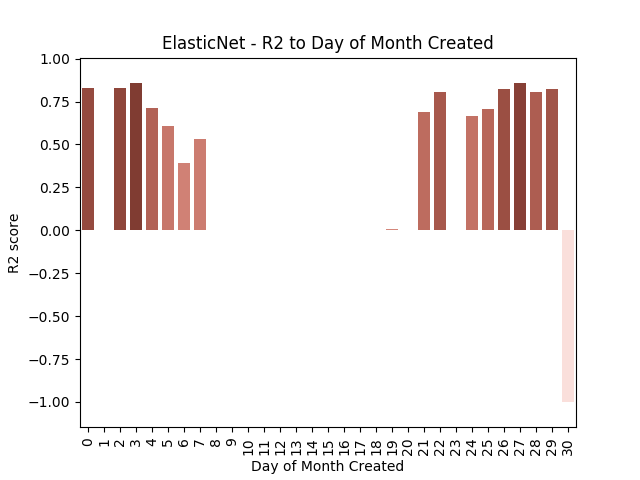 ElasticNet - R2 to Day of Month Created
1.00
0.75
0.50
0.25
0.00
−0.25
−0.50
−0.75
−1.00
R2 score
0 1 2 3 4 5 6 7 8 9 10 11 12 13 14 15 16 17 18 19 20 21 22 23 24 25 26 27 28 29 30
Day of Month Created